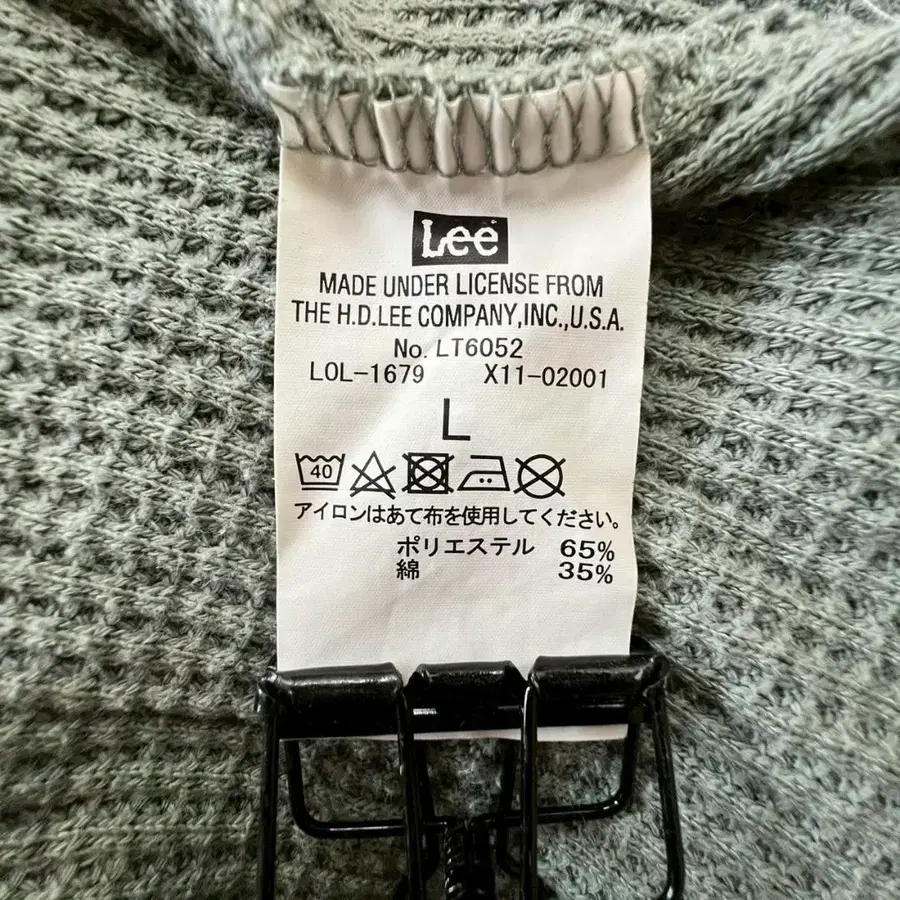 Lee
MADE UNDER LICENSE FROM
THE H.D.LEE COMPANY,INC.,U.S.A.
No. LT6052
LOL-1679 X11-02001
L
40
アイロンはあて布を使用してください。
ポリエステル 65%
綿 35%